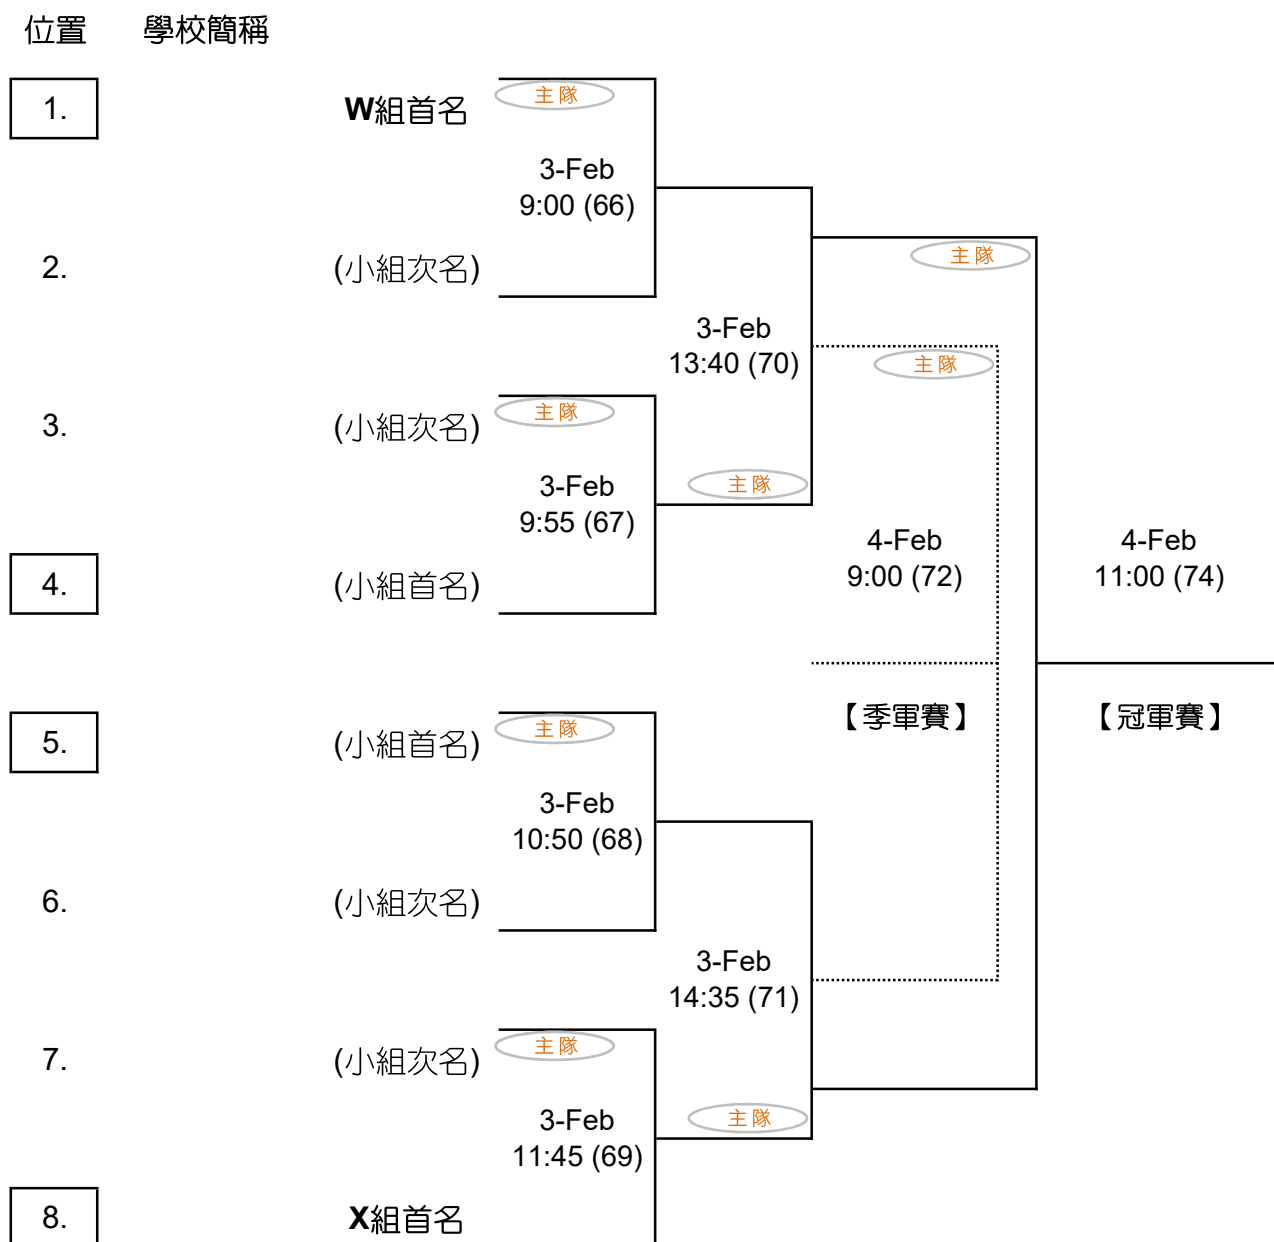 位置 學校簡稱
1. W組首名 主隊
3-Feb
9:00 (66)
2. (小組次名) 主隊
3-Feb
13:40 (70) 主隊
3. (小組次名) 主隊
3-Feb 主隊
9:55 (67)
4-Feb 4-Feb
9:00 (72) 11:00 (74)
4. (小組首名)
【季軍賽】 【冠軍賽】
5. (小組首名) 主隊
3-Feb
10:50 (68)
6. (小組次名)
3-Feb
14:35 (71)
7. (小組次名) 主隊
3-Feb 主隊
11:45 (69)
8. X組首名